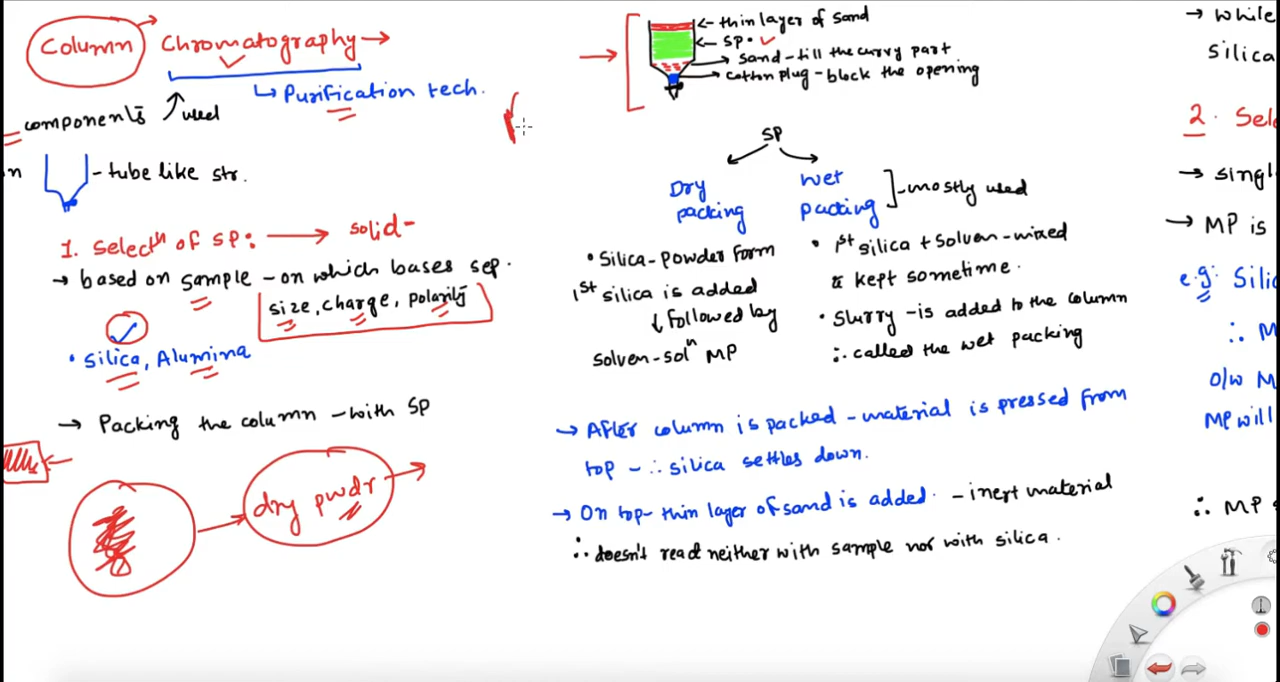 Column Chromatography
↳ Purification tech.
components used
n
- tube like str.
1. Selectⁿ of SP: → solid-
→ based on sample - on which bases sep.
size, charge, polarity
• Silica, Alumina
→ Packing the column - with SP
dry pwdr
← thin layer of sand
← SP.
→ sand - till the curvy part
→ cotton plug - block the opening
SP
Dry packing
• Silica - powder form
1st silica is added
↓ followed by
solven - solⁿ MP
Wet packing
- mostly used
• 1st silica + solven - mixed
& kept sometime.
• slurry - is added to the column
∴ called the wet packing
→ After column is packed - material is pressed from
top - ∴ silica settles down.
→ On top - thin layer of sand is added. - inert material
∴ doesn't react neither with sample nor with silica.
→ while
silica
2. Sel
→ singl
→ MP is
e.g: Silic
∴ M
o/w M
MP will
∴ MP